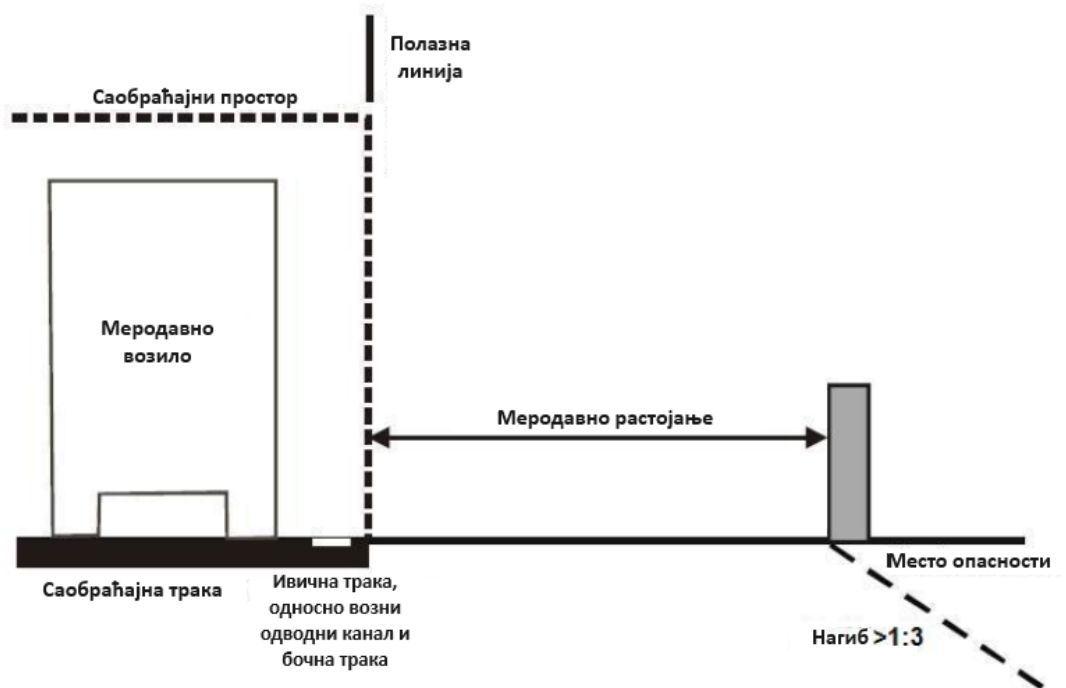 Полазна
линија
Саобраћајни простор
Меродавно
возило
Меродавно растојање
Место опасности
Саобраћајна трака
Ивична трака,
односно возни
одводни канал и
бочна трака
Нагиб >1:3